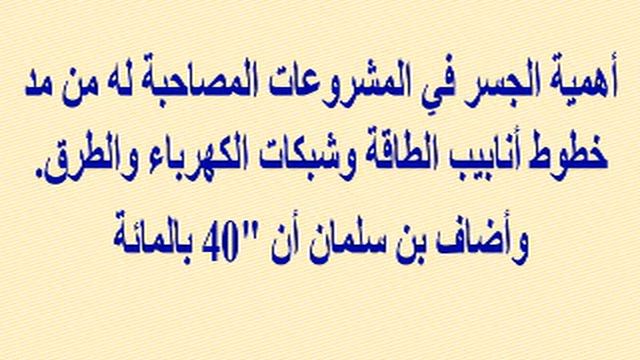 أهمية الجسر في المشروعات المصاحبة له من مد
خطوط أنابيب الطاقة وشبكات الكهرباء والطرق.
وأضاف بن سلمان أن "40 بالمائة